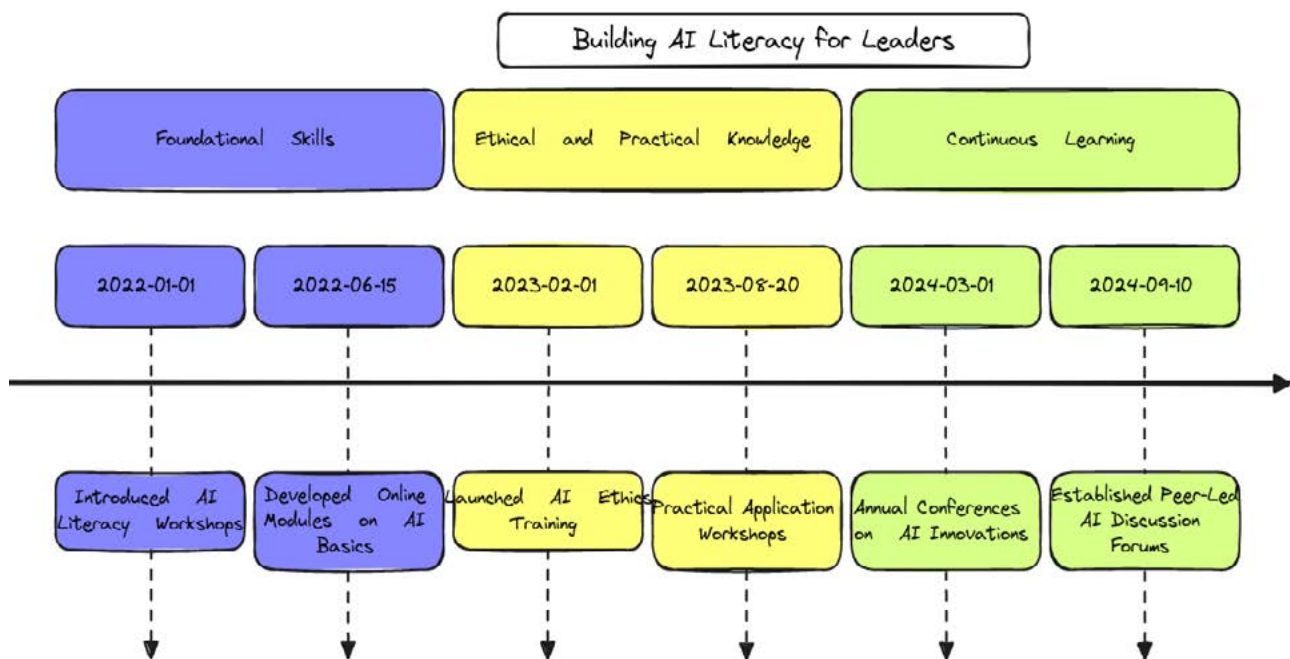 Building AI Literacy for Leaders
Foundational Skills
Ethical and Practical Knowledge
Continuous Learning
2022-01-01
2022-06-15
2023-02-01
2023-08-20
2024-03-01
2024-09-10
Introduced AI
Literacy Workshops
Developed Online
Modules on AI
Basics
Launched AI Ethics
Training
Practical Application
Workshops
Annual Conferences
on AI Innovations
Established Peer-Led
AI Discussion
Forums